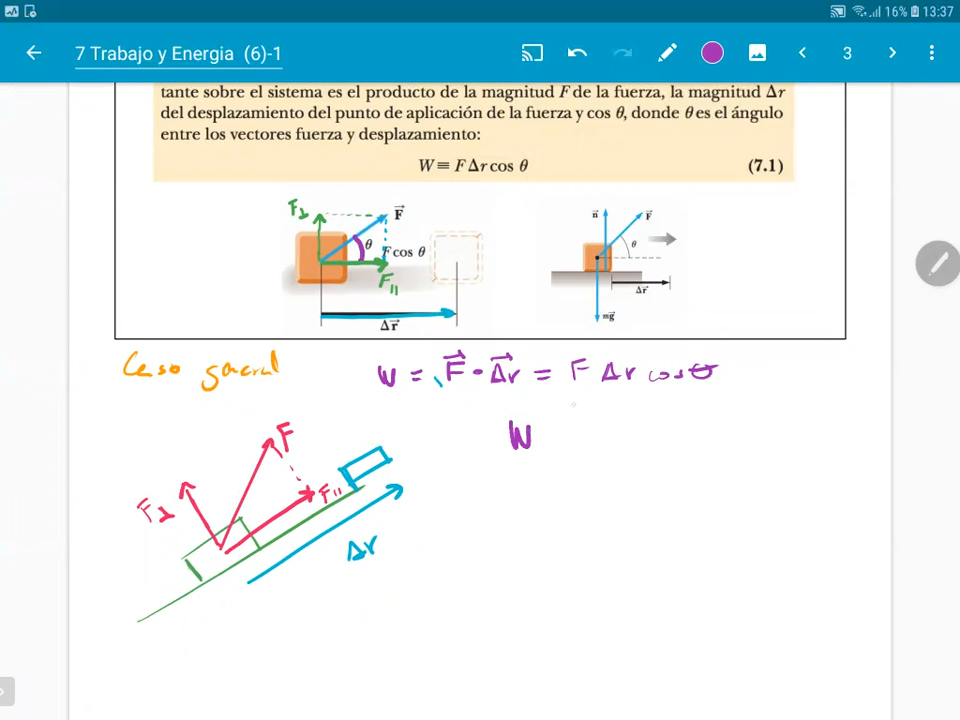 16% 13:37
7 Trabajo y Energia (6)-1
3
tante sobre el sistema es el producto de la magnitud F de la fuerza, la magnitud Δr
del desplazamiento del punto de aplicación de la fuerza y cos θ, donde θ es el ángulo
entre los vectores fuerza y desplazamiento:
W ≡ F Δr cos θ (7.1)
F⊥ F⃗ θ F cos θ F∥ Δr⃗
n⃗ F⃗ θ Δr⃗ mg⃗
Caso general W = F⃗ · Δr⃗ = F Δr cos θ
W
F
F⊥ F∥
Δr